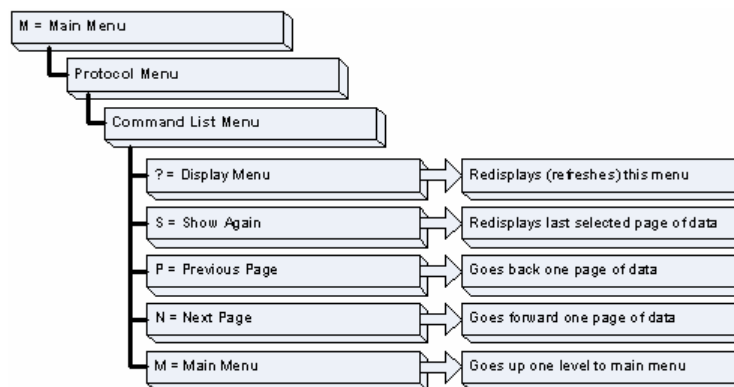 M = Main Menu
Protocol Menu
Command List Menu
? = Display Menu
Redisplays (refreshes) this menu
S = Show Again
Redisplays last selected page of data
P = Previous Page
Goes back one page of data
N = Next Page
Goes forward one page of data
M = Main Menu
Goes up one level to main menu